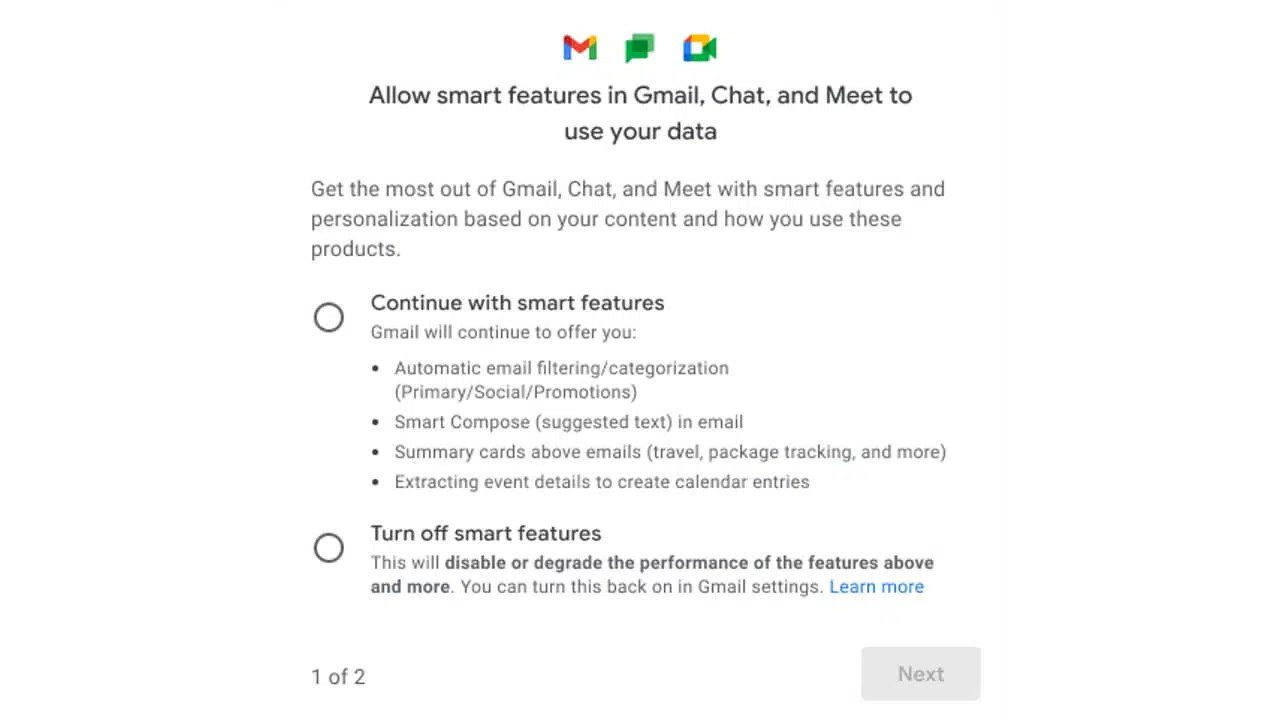 Allow smart features in Gmail, Chat, and Meet to
use your data
Get the most out of Gmail, Chat, and Meet with smart features and
personalization based on your content and how you use these
products.
Continue with smart features
Gmail will continue to offer you:
• Automatic email filtering/categorization
(Primary/Social/Promotions)
• Smart Compose (suggested text) in email
• Summary cards above emails (travel, package tracking, and more)
• Extracting event details to create calendar entries
Turn off smart features
This will disable or degrade the performance of the features above
and more. You can turn this back on in Gmail settings. Learn more
1 of 2
Next